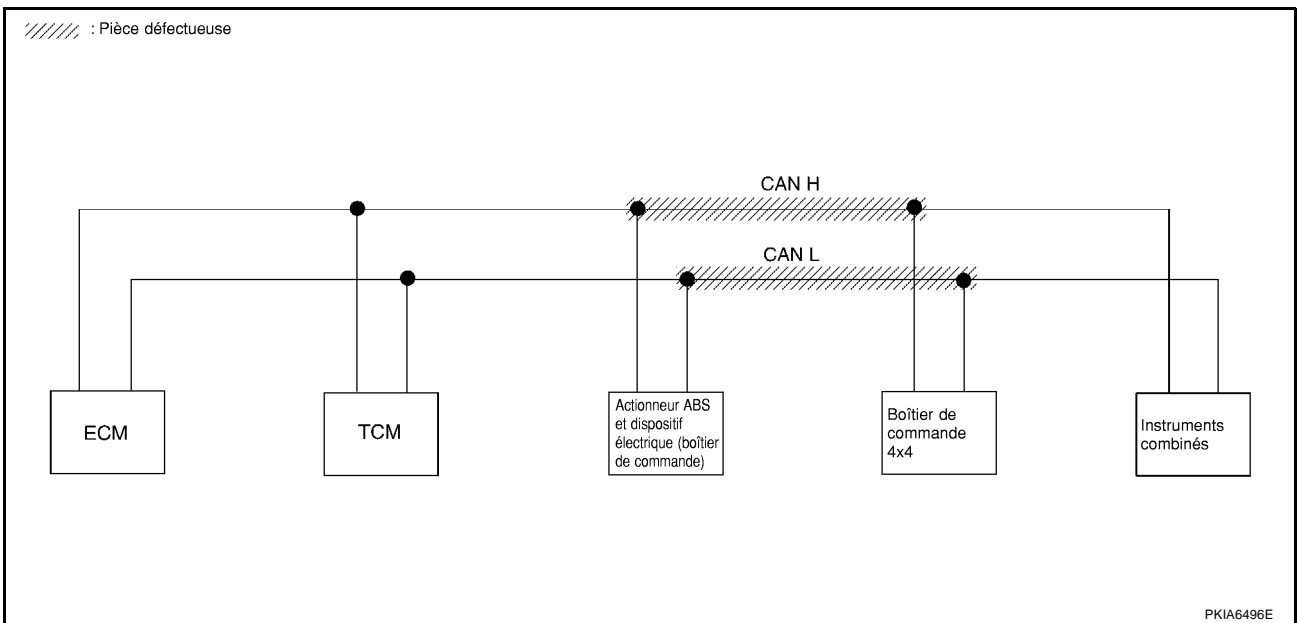 : Pièce défectueuse
CAN H
CAN L
ECM
TCM
Actionneur ABS
et dispositif
électrique (boîtier
de commande)
Boîtier de
commande
4x4
Instruments
combinés
PKIA6496E